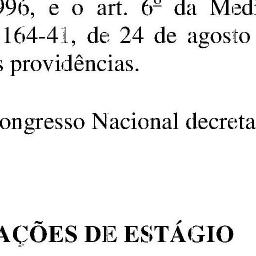 996, e o art. 6º da Medi
164-41, de 24 de agosto
s providências.
ongresso Nacional decreta
AÇÕES DE ESTÁGIO